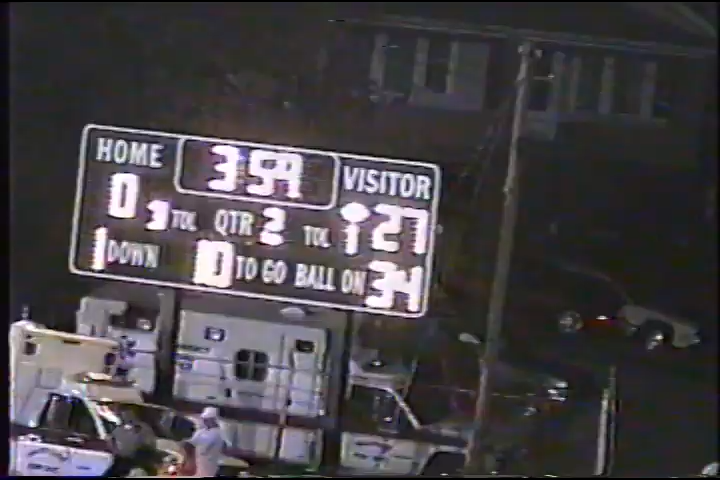 HOME 3 59 VISITOR
0 3 TOL QTR 2 TOL 1 27
1 DOWN 10 TO GO BALL ON 34